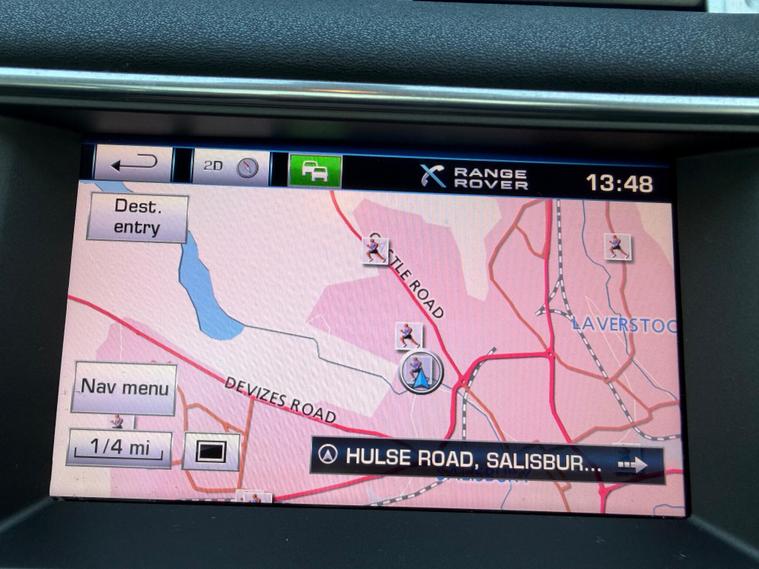 2D
RANGE
ROVER
13:48
Dest.
entry
CASTLE ROAD
LAVERSTOC
Nav menu
DEVIZES ROAD
1/4 mi
HULSE ROAD, SALISBUR...